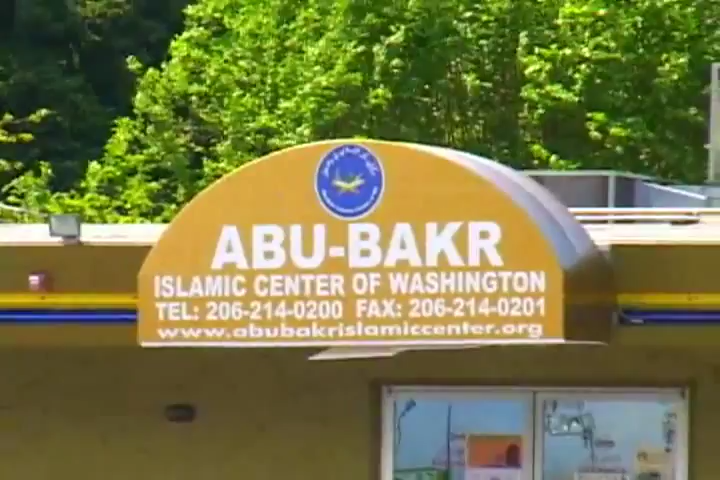 ABU-BAKR
ISLAMIC CENTER OF WASHINGTON
TEL: 206-214-0200 FAX: 206-214-0201
www.abubakrislamiccenter.org